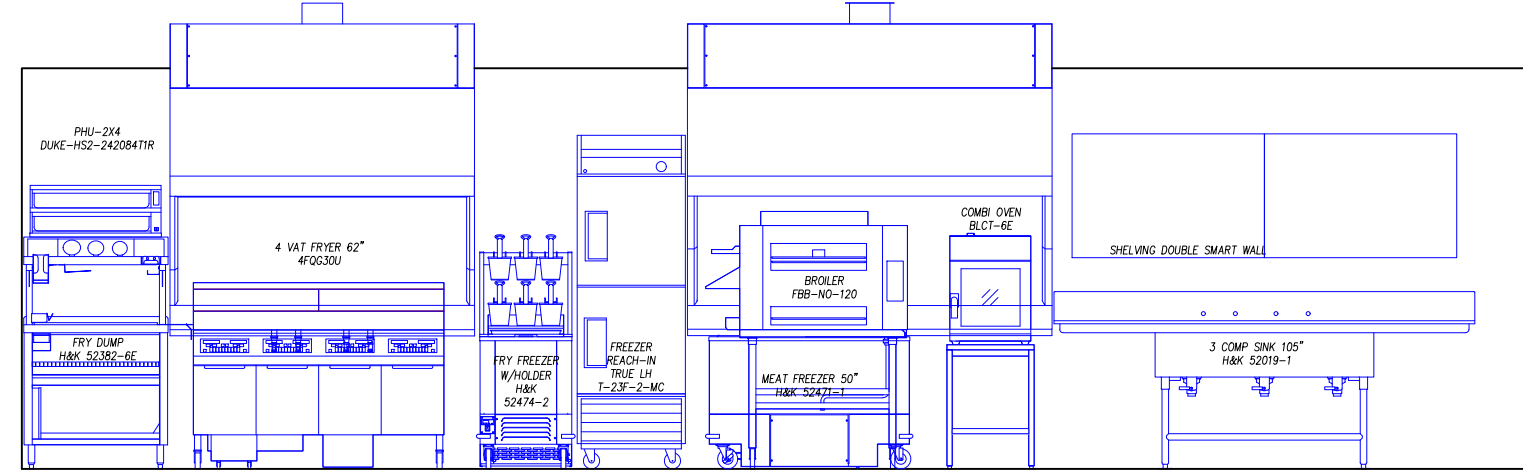 PHU-2X4
DUKE-HS2-242084T1R
4 VAT FRYER 62"
4FQG30U
FRY DUMP
H&K 52382-6E
FRY FREEZER
W/HOLDER
H&K
52474-2
FREEZER
REACH-IN
TRUE LH
T-23F-2-MC
BROILER
FBB-NO-120
MEAT FREEZER 50"
H&K 52471-1
COMBI OVEN
BLCT-6E
SHELVING DOUBLE SMART WALL
3 COMP SINK 105"
H&K 52019-1